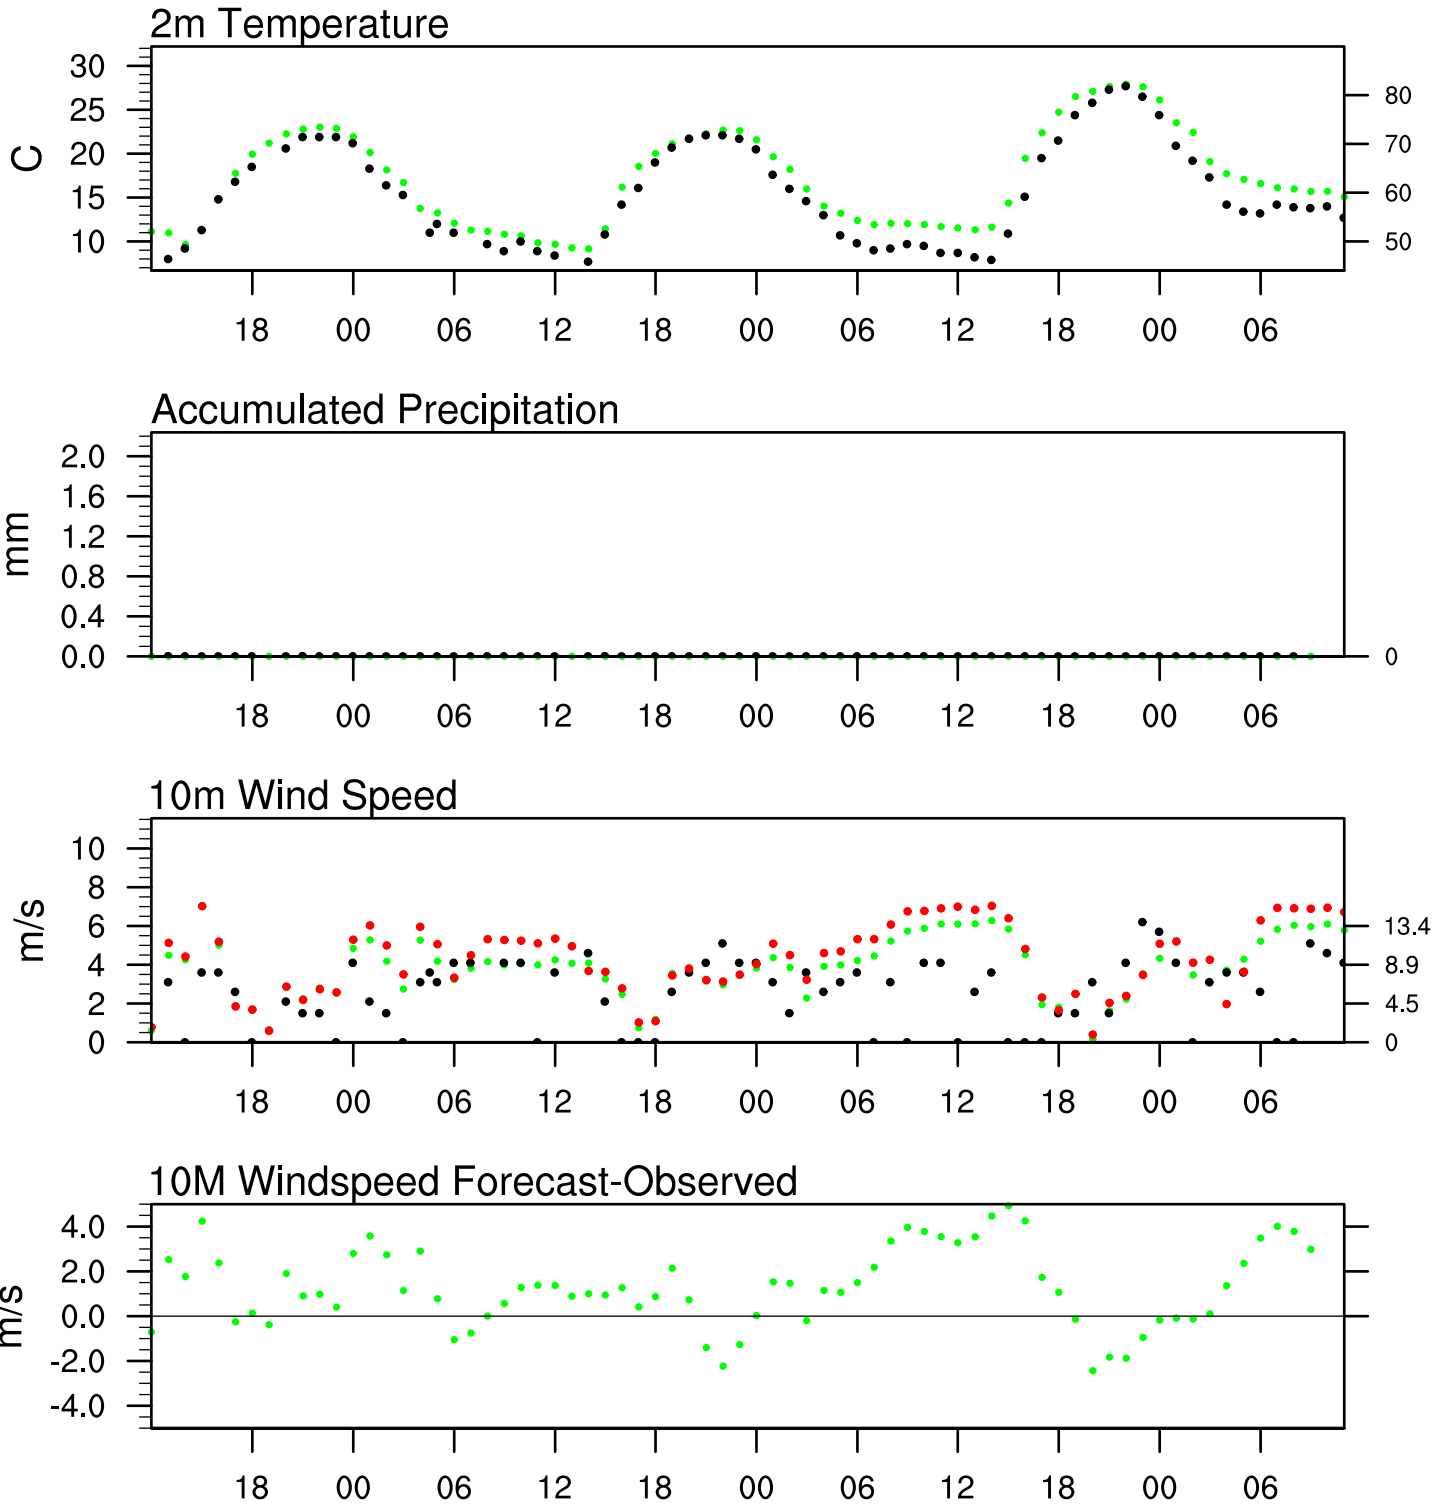 2m Temperature
30
25
20
15
10
C
80
70
60
50
18 00 06 12 18 00 06 12 18 00 06
Accumulated Precipitation
2.0
1.6
1.2
0.8
0.4
0.0
mm
0
18 00 06 12 18 00 06 12 18 00 06
10m Wind Speed
10
8
6
4
2
0
m/s
13.4
8.9
4.5
0
18 00 06 12 18 00 06 12 18 00 06
10M Windspeed Forecast-Observed
4.0
2.0
0.0
-2.0
-4.0
m/s
18 00 06 12 18 00 06 12 18 00 06